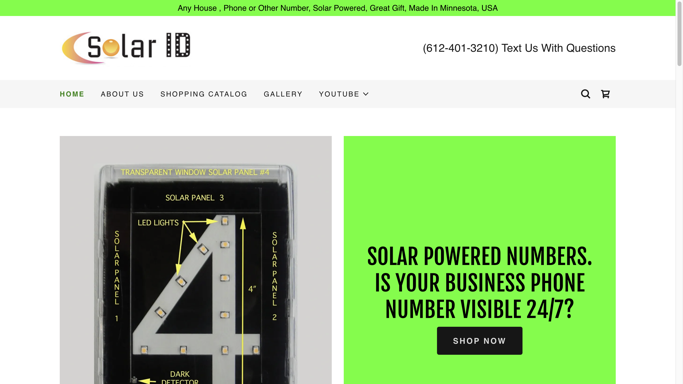 Any House , Phone or Other Number, Solar Powered, Great Gift, Made In Minnesota, USA
Solar ID
(612-401-3210) Text Us With Questions
HOME
ABOUT US
SHOPPING CATALOG
GALLERY
YOUTUBE
TRANSPARENT WINDOW SOLAR PANEL #4
SOLAR PANEL 3
LED LIGHTS
SOLAR PANEL 1
SOLAR PANEL 2
4"
4
DARK
DETECTOR
SOLAR POWERED NUMBERS.
IS YOUR BUSINESS PHONE
NUMBER VISIBLE 24/7?
SHOP NOW